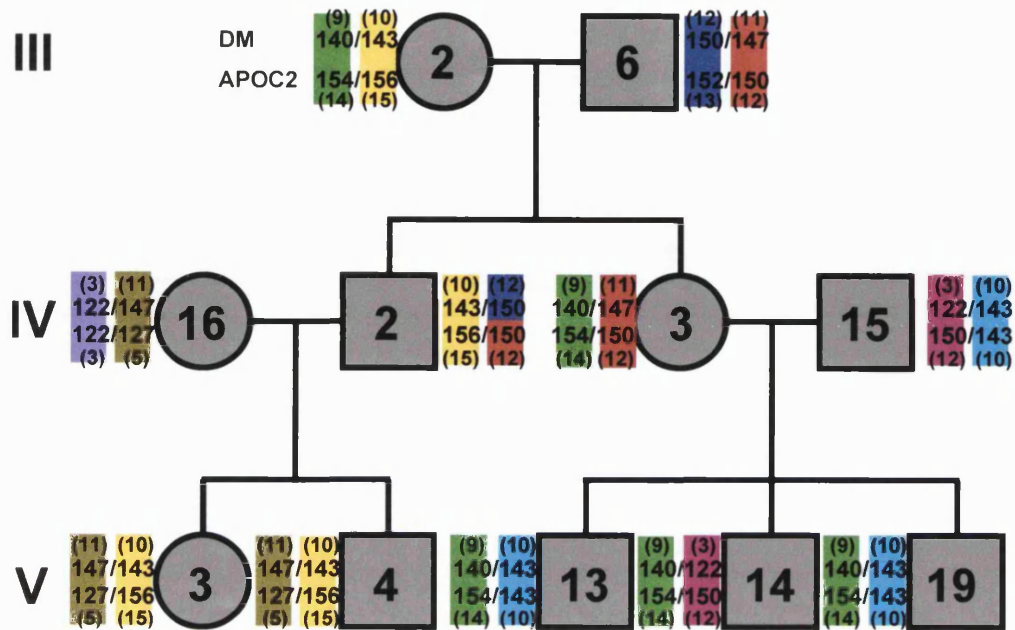 (9) (10) (12) (11)
III DM 140/143 2 6 150/147
APOC2 154/156 152/150
(14) (15) (13) (12)
(3) (11) (10) (12) (9) (11) (3) (10)
IV 122/147 16 2 143/150 140/147 3 15 122/143
122/127 156/150 154/150 150/143
(3) (5) (15) (12) (14) (12) (12) (10)
(11) (10) (11) (10) (9) (10) (9) (3) (9) (10)
V 147/143 3 147/143 4 140/143 13 140/122 14 140/143 19
127/156 127/156 154/143 154/150 154/143
(5) (15) (5) (15) (14) (10) (14) (12) (14) (10)